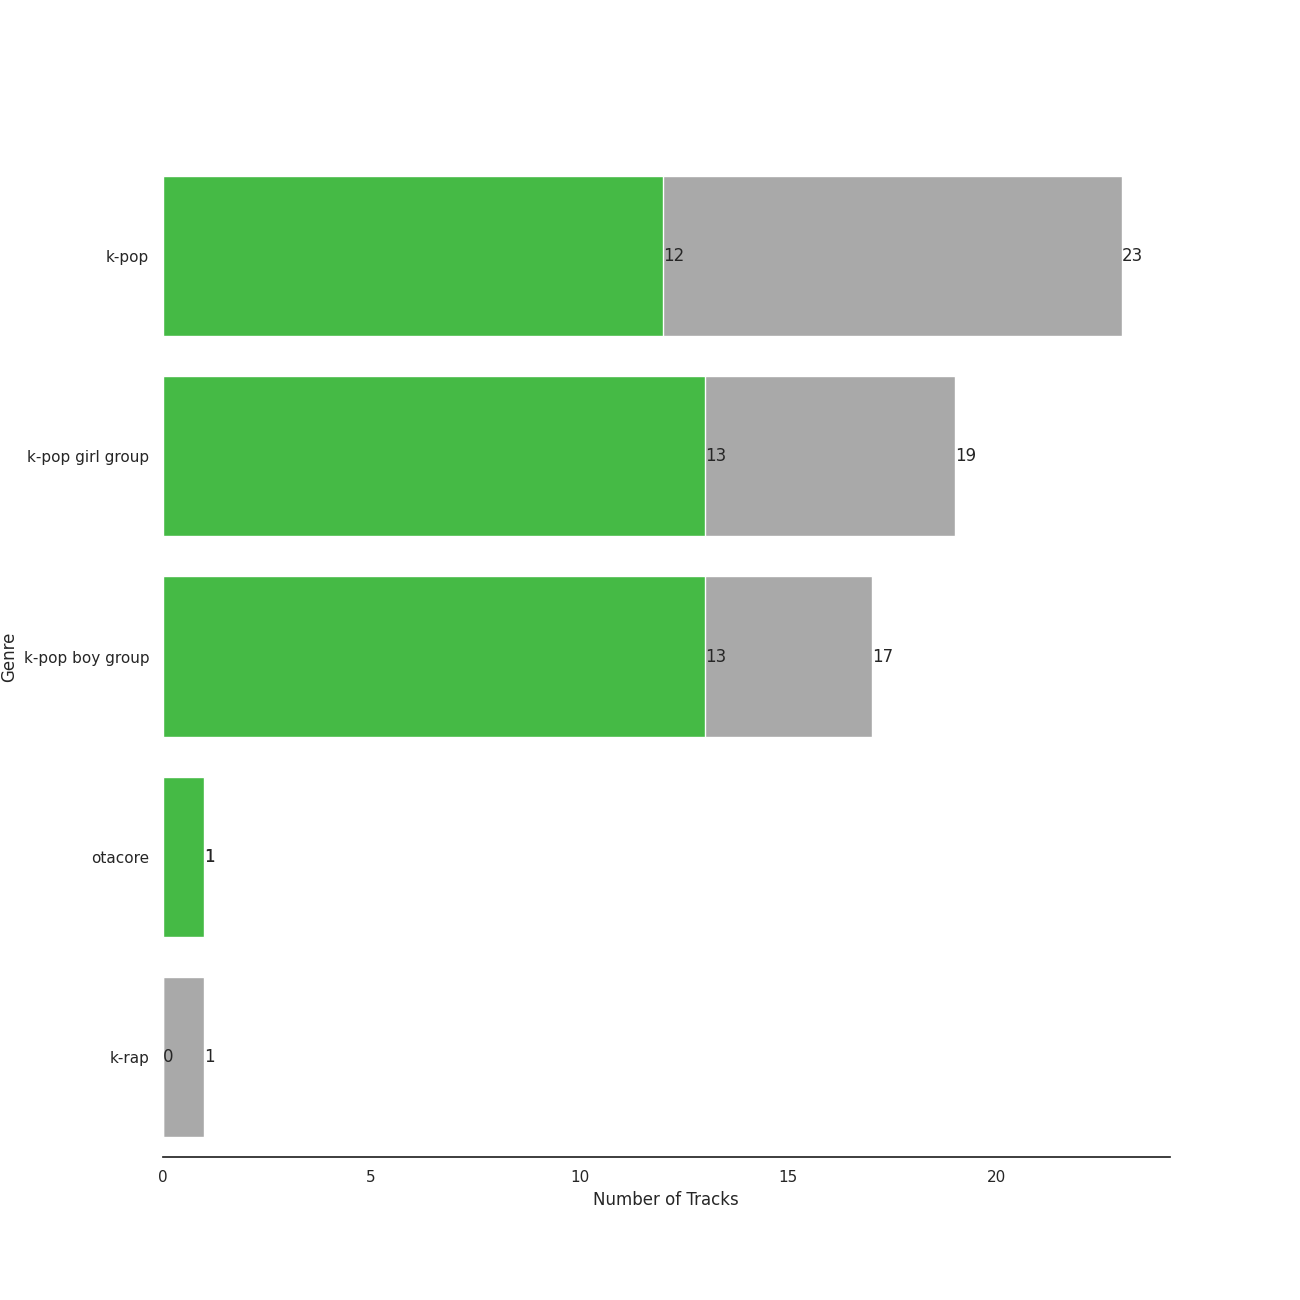 k-pop 12 23
k-pop girl group 13 19
k-pop boy group 13 17
otacore 1
k-rap 0 1
0 5 10 15 20
Number of Tracks
Genre